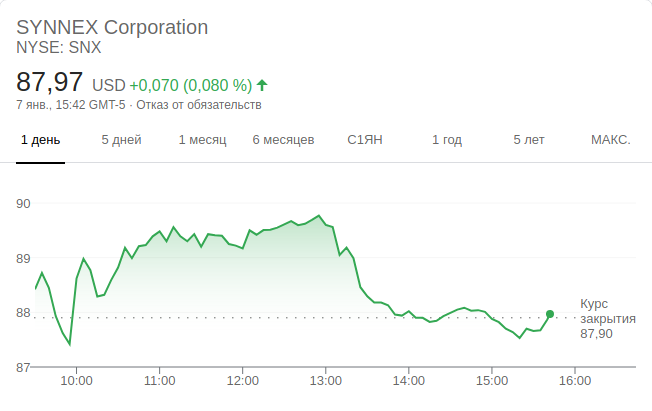 SYNNEX Corporation
NYSE: SNX
87,97 USD +0,070 (0,080 %)
7 янв., 15:42 GMT-5 · Отказ от обязательств
1 день 5 дней 1 месяц 6 месяцев С1ЯН 1 год 5 лет МАКС.
90
89
88
87
Курс
закрытия
87,90
10:00 11:00 12:00 13:00 14:00 15:00 16:00